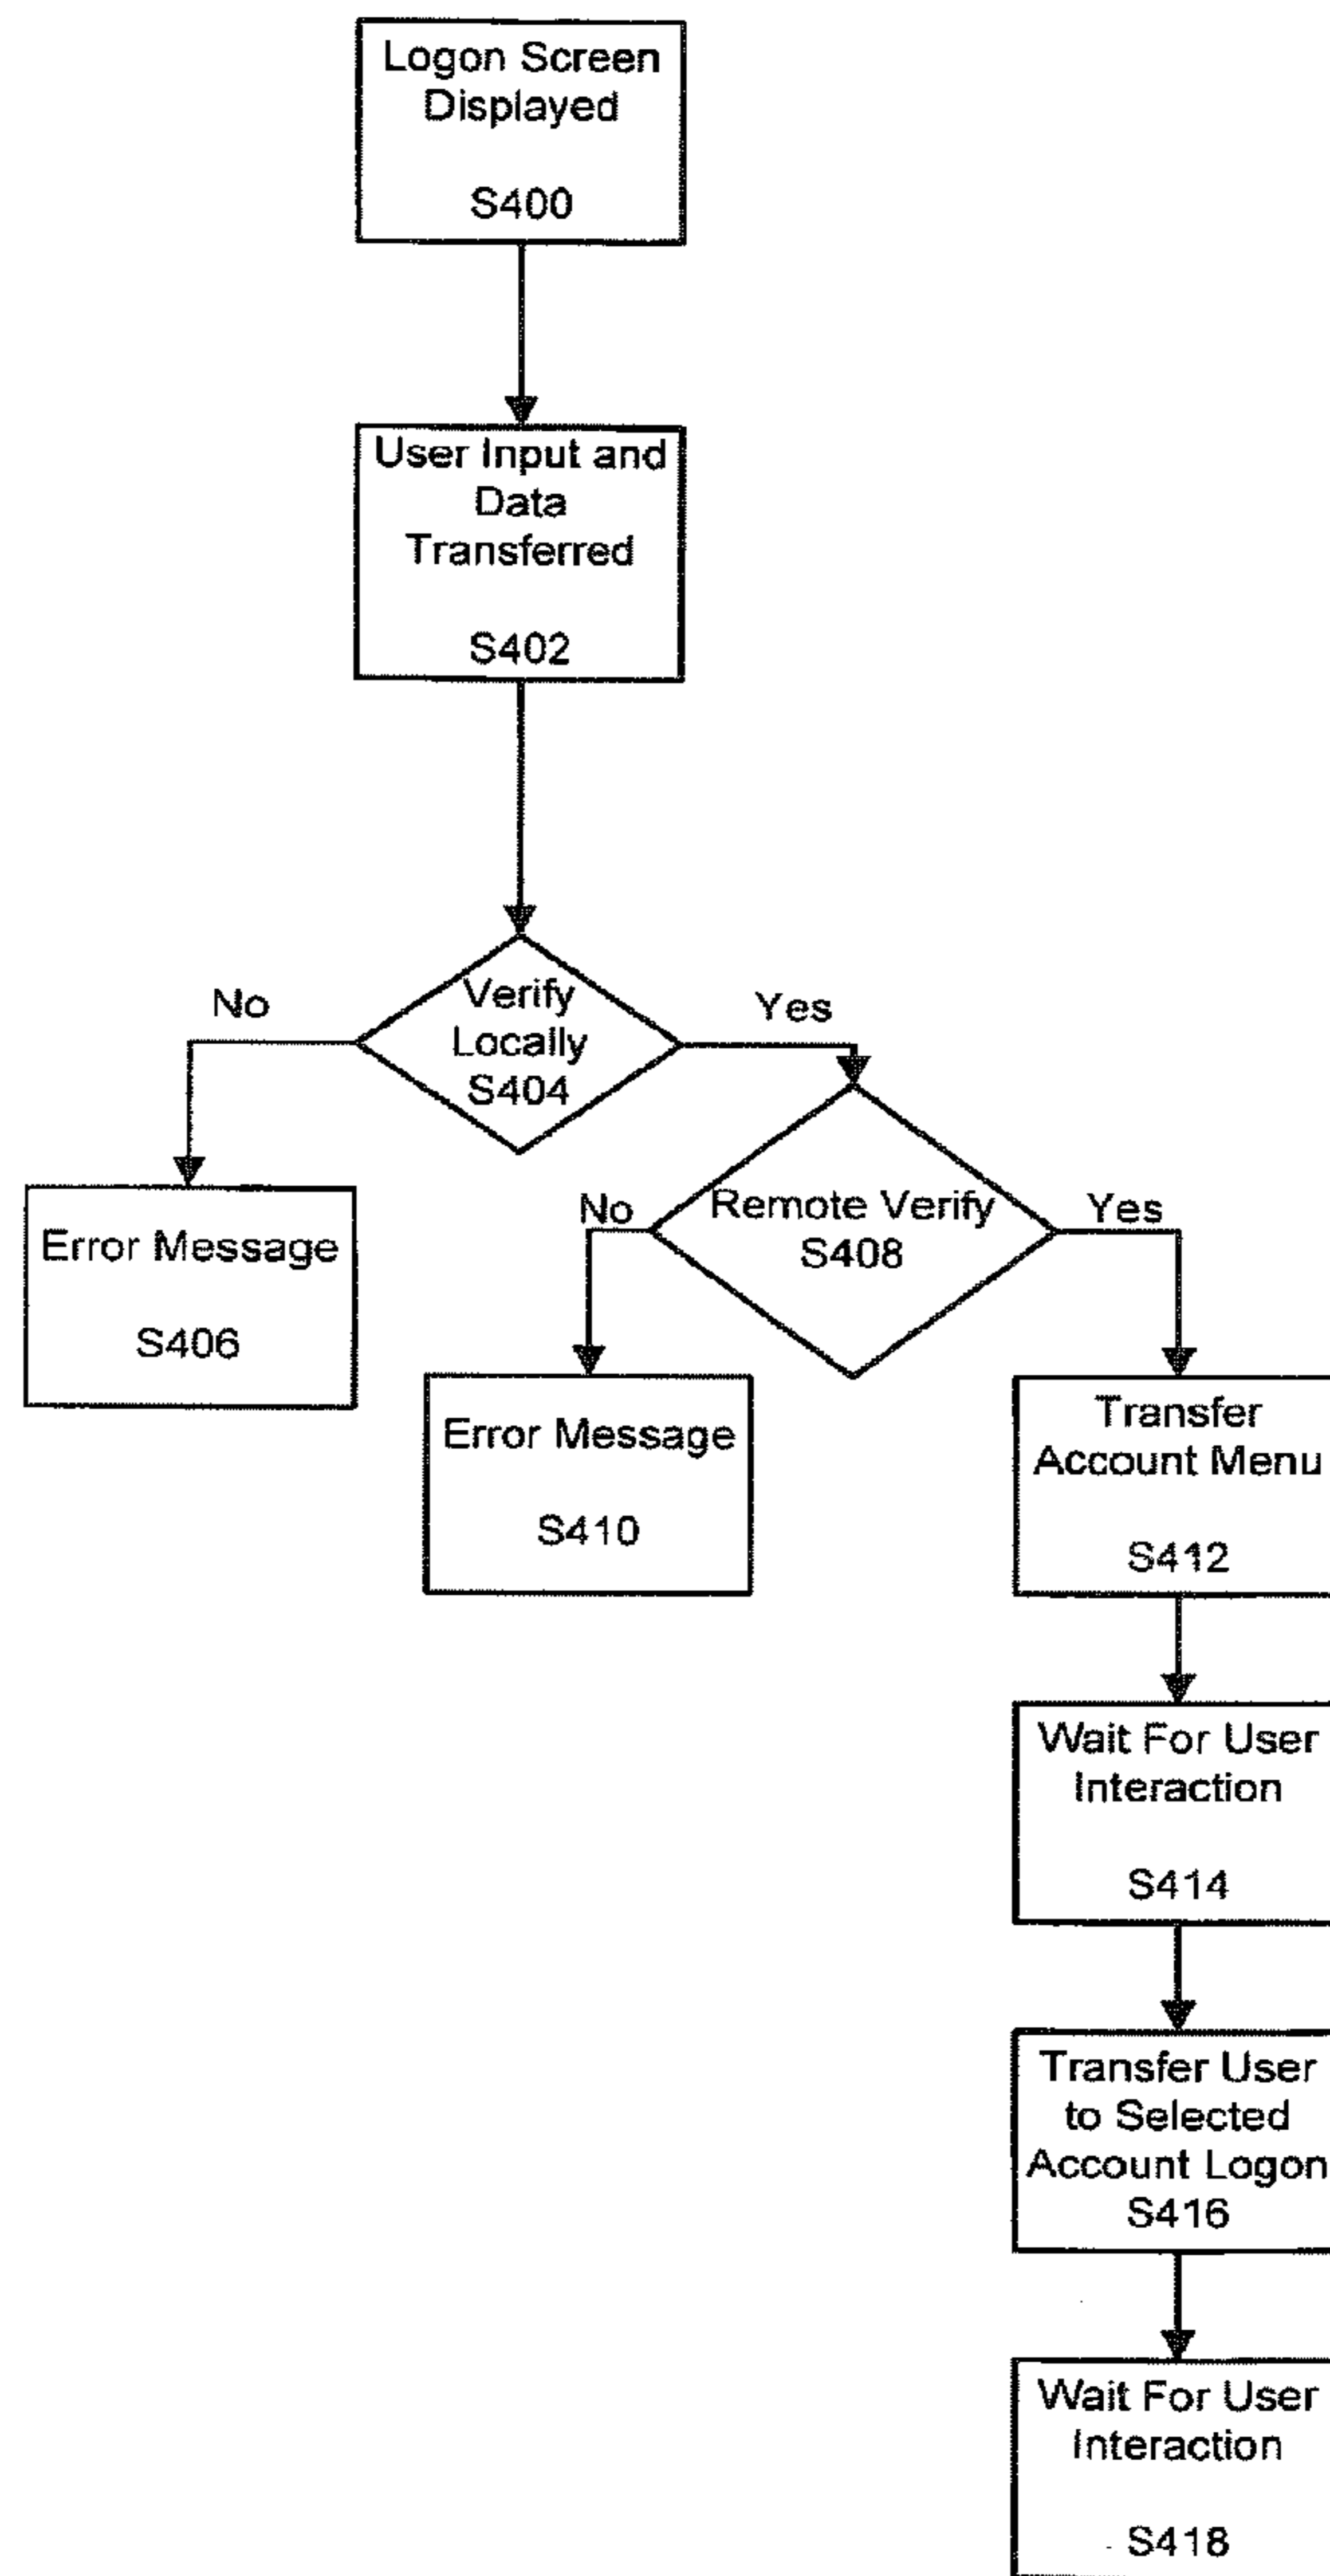 Logon Screen
Displayed
S400
User Input and
Data
Transferred
S402
Verify
Locally
S404
No
Yes
Error Message
S406
Remote Verify
S408
No
Yes
Error Message
S410
Transfer
Account Menu
S412
Wait For User
Interaction
S414
Transfer User
to Selected
Account Logon
S416
Wait For User
Interaction
S418